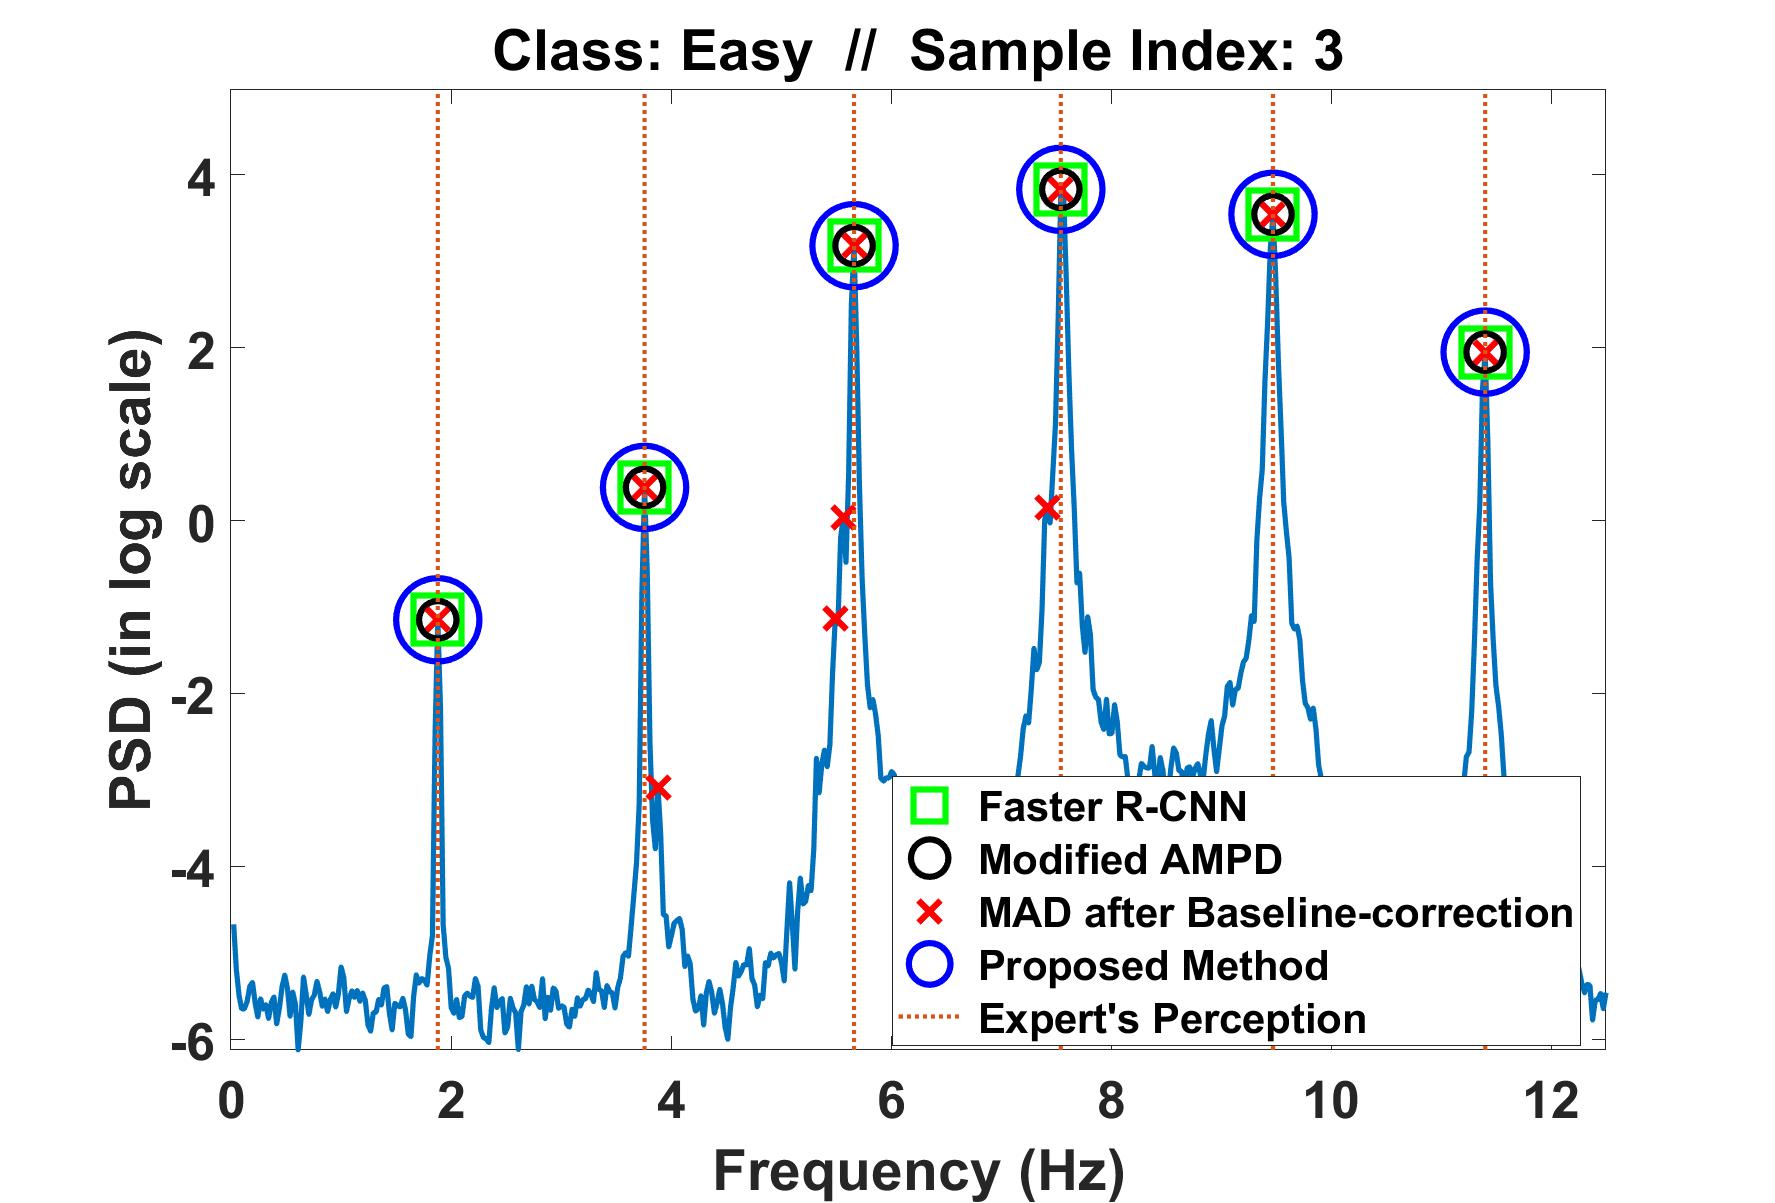 Class: Easy // Sample Index: 3
PSD (in log scale)
4
2
0
-2
-4
-6
Faster R-CNN
Modified AMPD
MAD after Baseline-correction
Proposed Method
Expert's Perception
0 2 4 6 8 10 12
Frequency (Hz)